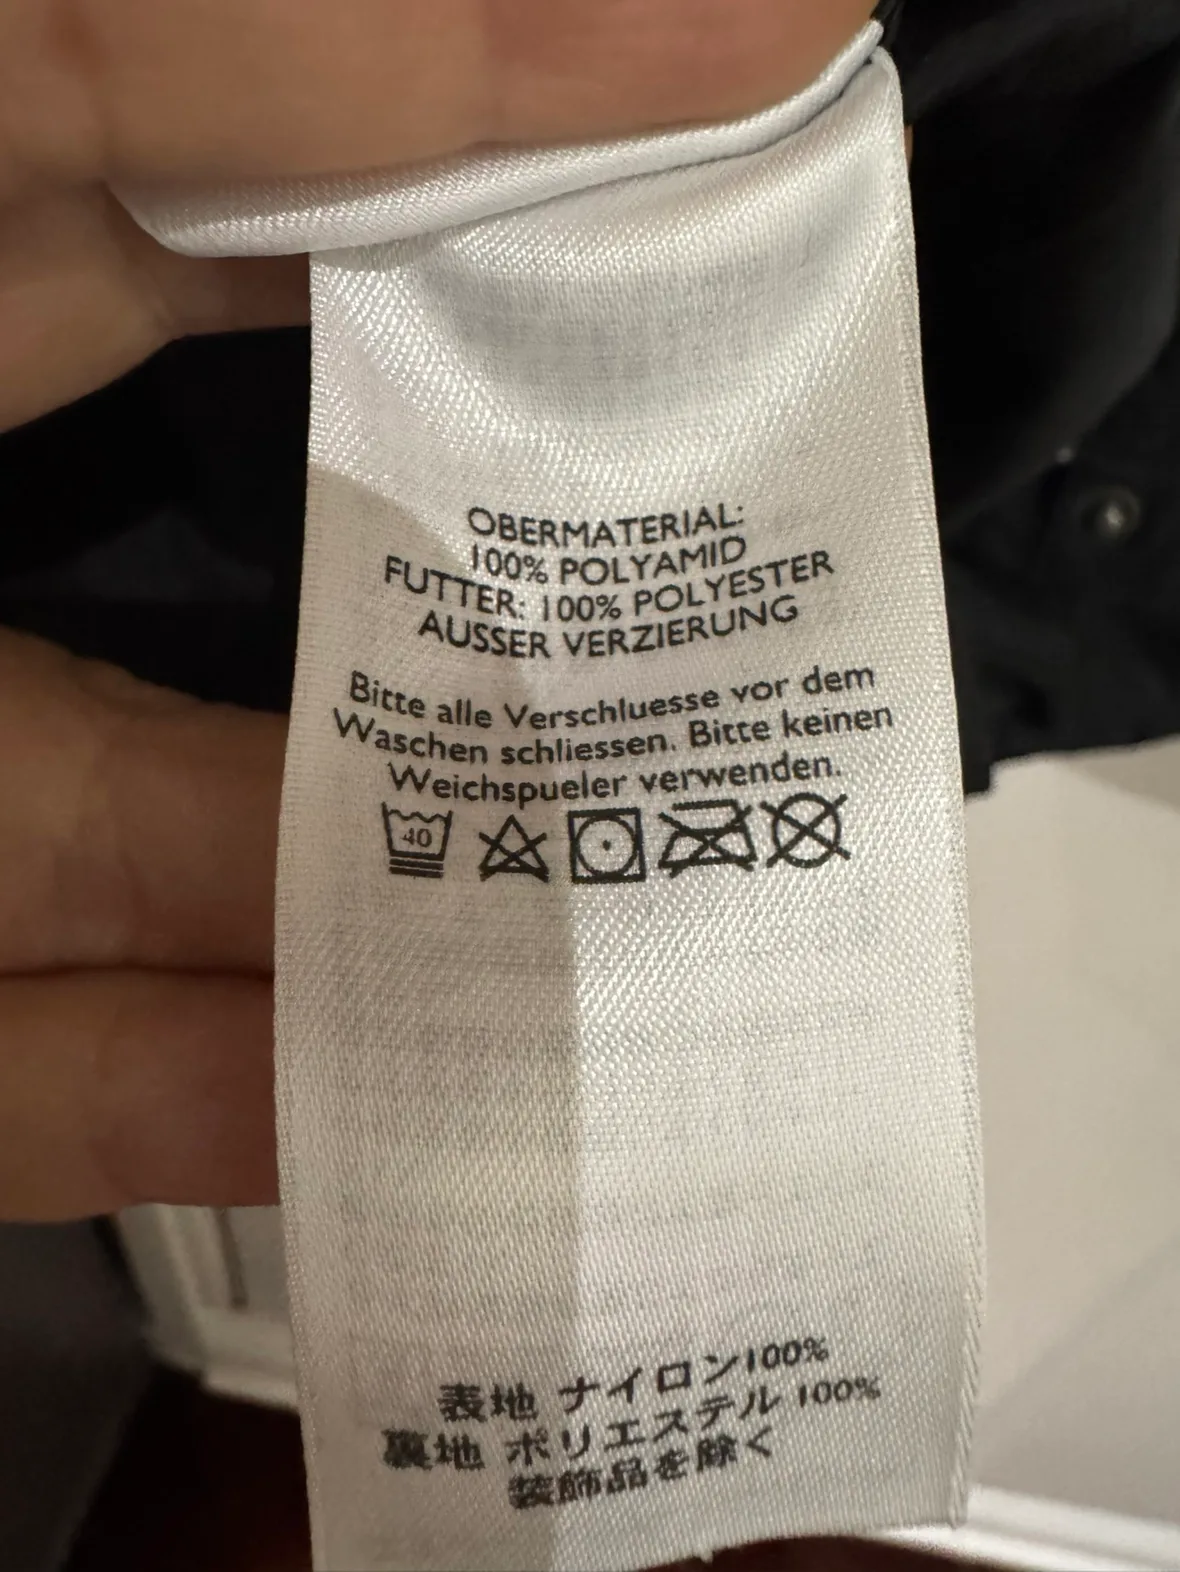 OBERMATERIAL:
100% POLYAMID
FUTTER: 100% POLYESTER
AUSSER VERZIERUNG
Bitte alle Verschluesse vor dem
Waschen schliessen. Bitte keinen
Weichspueler verwenden.
40
表地 ナイロン100%
裏地 ポリエステル 100%
装飾品を除く